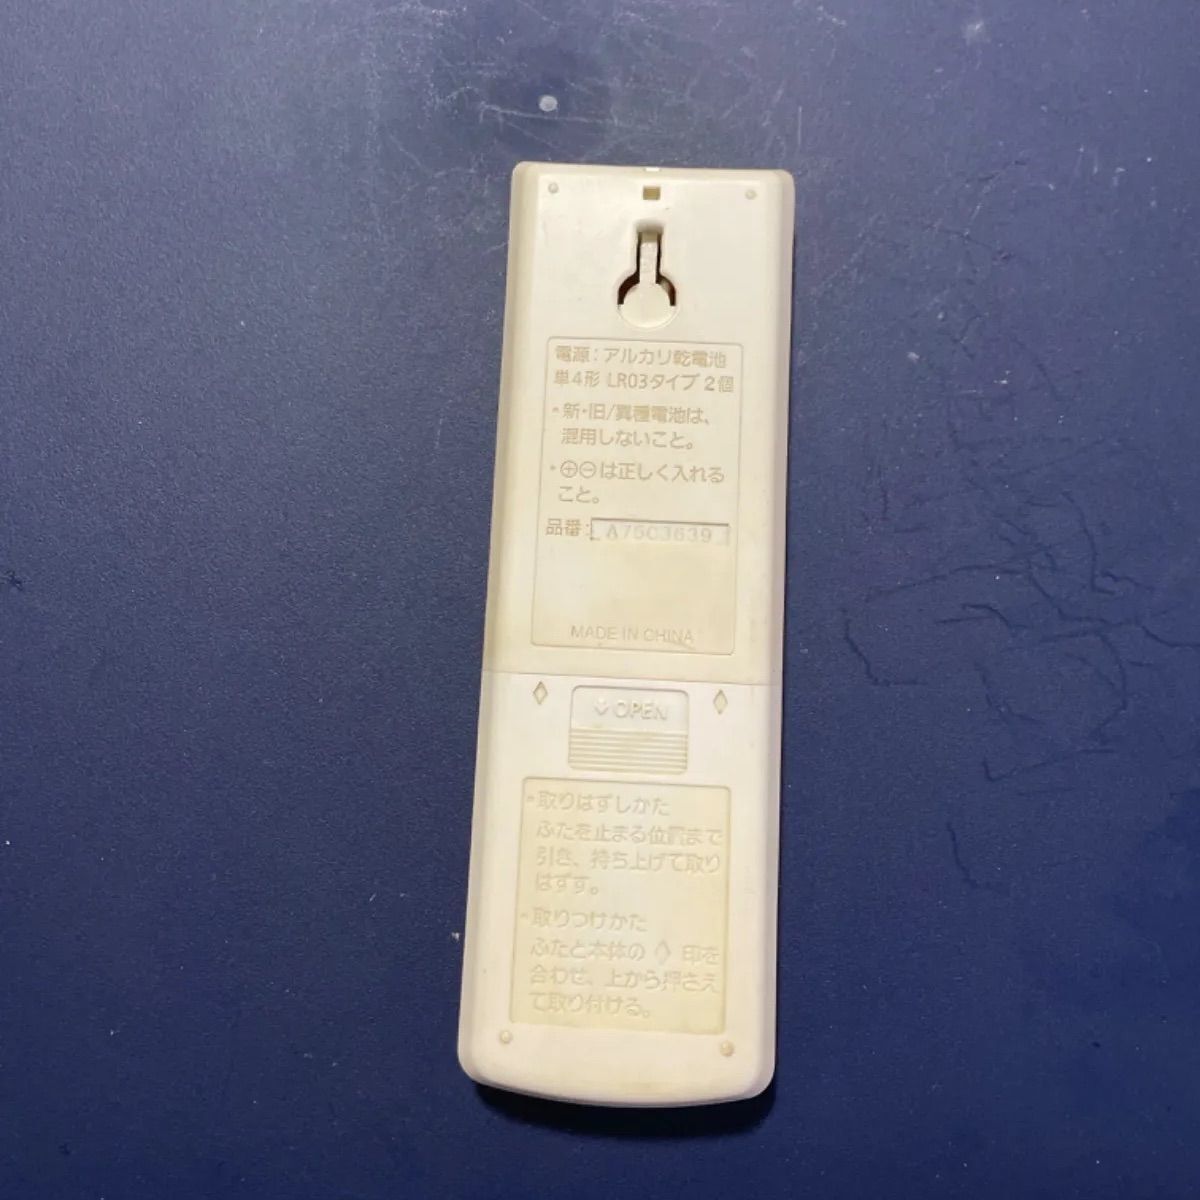 電源：アルカリ乾電池
単4形 LR03タイプ 2個
・新・旧/異種電池は、
混用しないこと。
・⊕⊖は正しく入れる
こと。
品番： A75C3639
MADE IN CHINA
OPEN
・取りはずしかた
ふたを止まる位置まで
引き、持ち上げて取り
はずす。
・取りつけかた
ふたと本体の ◇ 印を
合わせ、上から押さえ
て取り付ける。